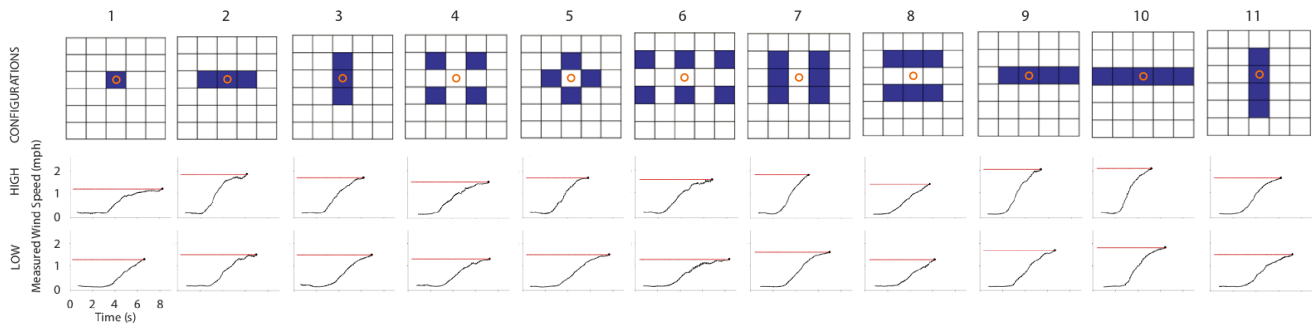 1 2 3 4 5 6 7 8 9 10 11
CONFIGURATIONS
HIGH
2
1
0
LOW
Measured Wind Speed (mph)
2
1
0
0 2 4 6 8
Time (s)